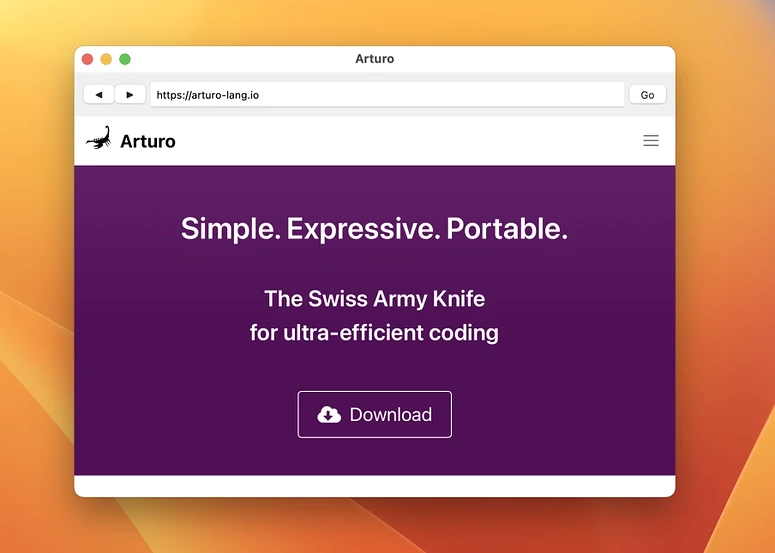 Arturo
https://arturo-lang.io
Go
Arturo
Simple. Expressive. Portable.
The Swiss Army Knife
for ultra-efficient coding
Download